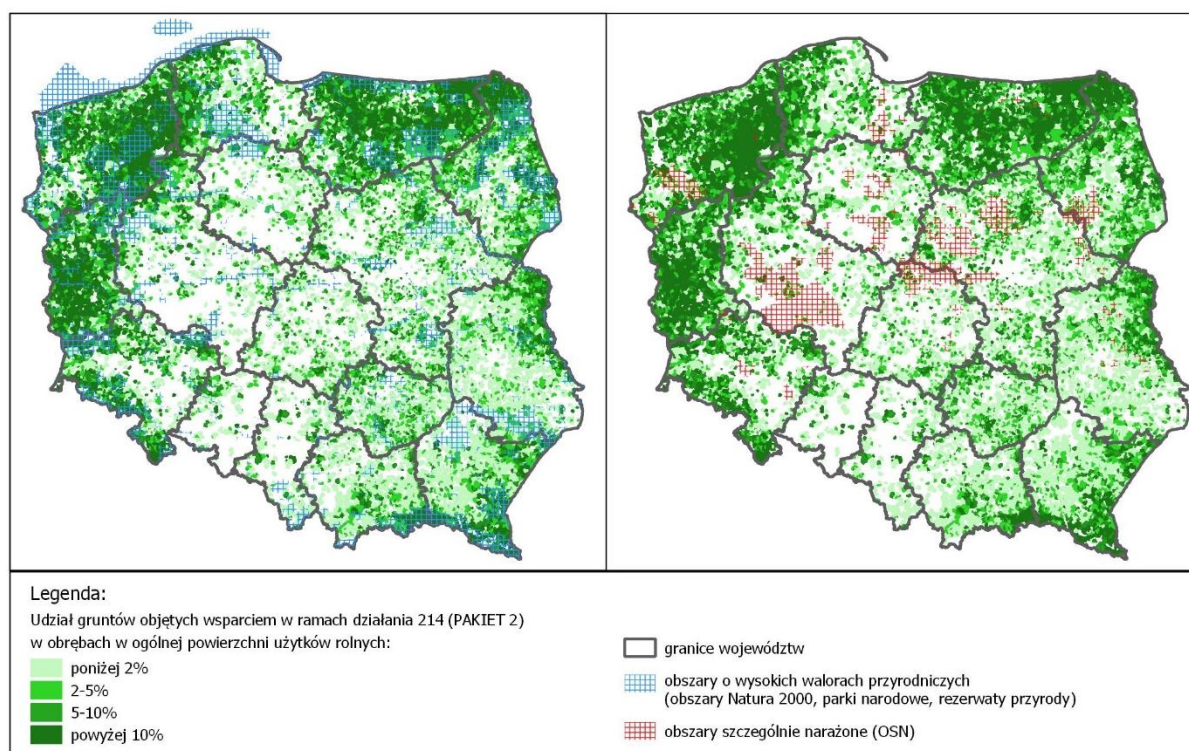 Legenda:
Udział gruntów objętych wsparciem w ramach działania 214 (PAKIET 2)
w obrębach w ogólnej powierzchni użytków rolnych:
poniżej 2%
2-5%
5-10%
powyżej 10%
granice województw
obszary o wysokich walorach przyrodniczych
(obszary Natura 2000, parki narodowe, rezerwaty przyrody)
obszary szczególnie narażone (OSN)